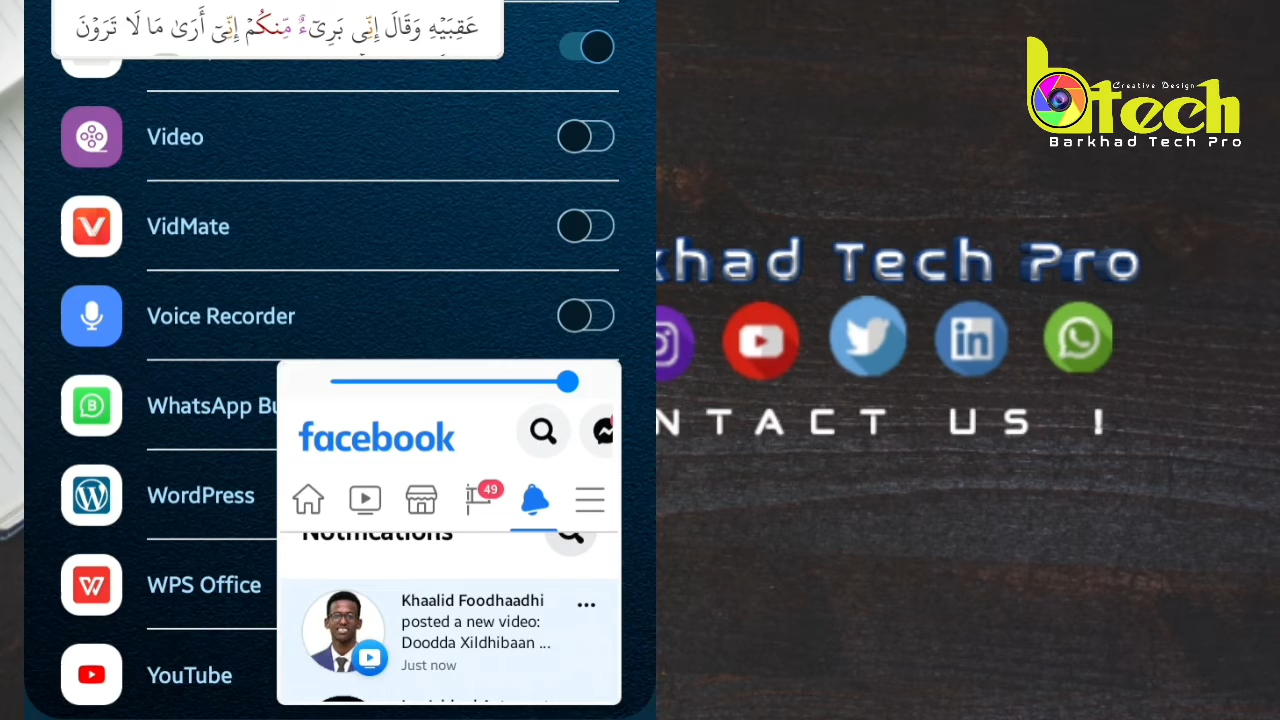 عَقِبَيْهِ وَقَالَ إِنِّى بَرِىٓءٌ مِّنكُمْ إِنِّىٓ أَرَىٰ مَا لَا تَرَوْنَ
Video
VidMate
Voice Recorder
WhatsApp Bu
WordPress
WPS Office
YouTube
facebook
49
Notifications
Khaalid Foodhaadhi
posted a new video:
Doodda Xildhibaan ...
Just now
Creative Design
btech
Barkhad Tech Pro
khad Tech Pro
NTACT US !